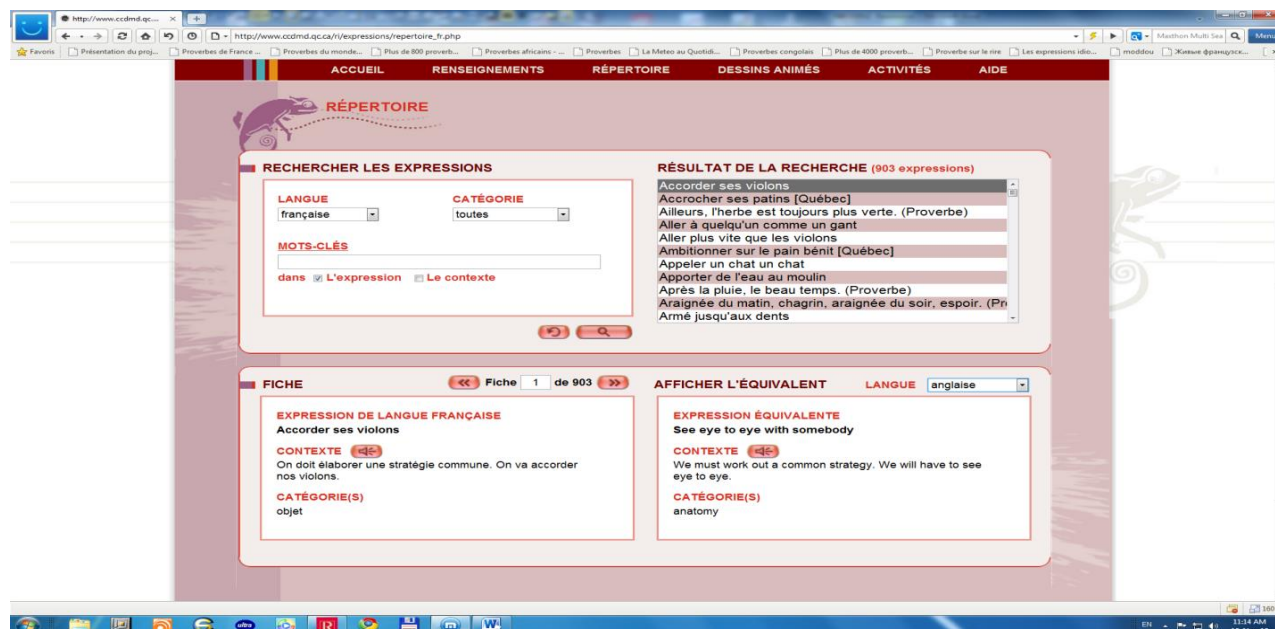 http://www.ccdmd.qc....
http://www.ccdmd.qc.ca/ri/expressions/repertoire_fr.php
Maxthon Multi Sea
Menu
Favoris
Présentation du proj...
Proverbes de France ...
Proverbes du monde...
Plus de 800 proverb...
Proverbes africains - ...
Proverbes
La Meteo au Quotidi...
Proverbes congolais
Plus de 4000 proverb...
Proverbe sur le rire
Les expressions idio...
moddou
Живые французск...
ACCUEIL RENSEIGNEMENTS RÉPERTOIRE DESSINS ANIMÉS ACTIVITÉS AIDE
RÉPERTOIRE
RECHERCHER LES EXPRESSIONS
LANGUE CATÉGORIE
française toutes
MOTS-CLÉS
dans L'expression Le contexte
RÉSULTAT DE LA RECHERCHE (903 expressions)
Accorder ses violons
Accrocher ses patins [Québec]
Ailleurs, l'herbe est toujours plus verte. (Proverbe)
Aller à quelqu'un comme un gant
Aller plus vite que les violons
Ambitionner sur le pain bénit [Québec]
Appeler un chat un chat
Apporter de l'eau au moulin
Après la pluie, le beau temps. (Proverbe)
Araignée du matin, chagrin, araignée du soir, espoir. (Pr
Armé jusqu'aux dents
FICHE Fiche 1 de 903
EXPRESSION DE LANGUE FRANÇAISE
Accorder ses violons
CONTEXTE
On doit élaborer une stratégie commune. On va accorder
nos violons.
CATÉGORIE(S)
objet
AFFICHER L'ÉQUIVALENT LANGUE anglaise
EXPRESSION ÉQUIVALENTE
See eye to eye with somebody
CONTEXTE
We must work out a common strategy. We will have to see
eye to eye.
CATÉGORIE(S)
anatomy
160
EN 11:14 AM